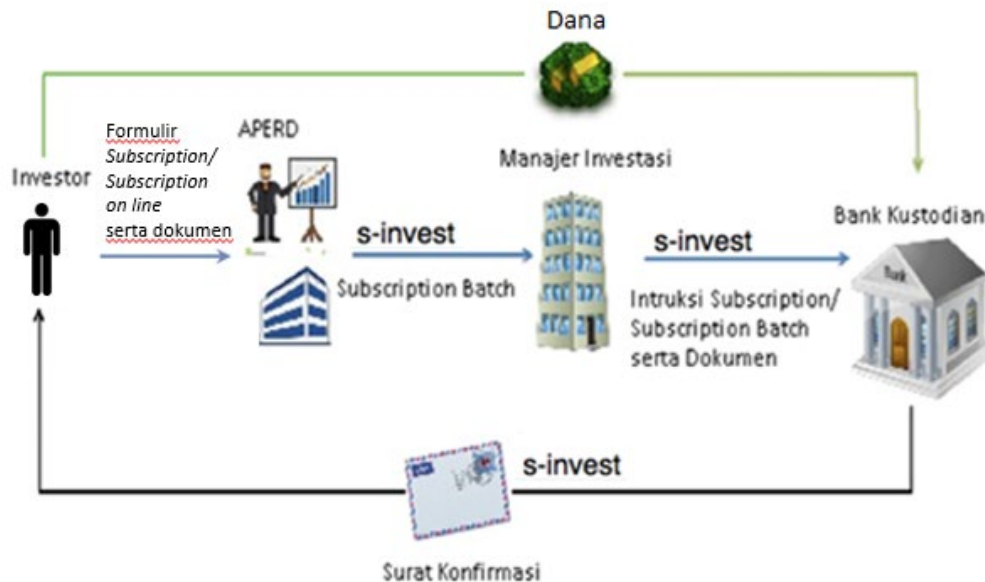 Dana
Formulir
Subscription/
Subscription
on line
serta dokumen
Investor
APERD
s-invest
Subscription Batch
Manajer Investasi
s-invest
Intruksi Subscription/
Subscription Batch
serta Dokumen
Bank Kustodian
s-invest
Surat Konfirmasi